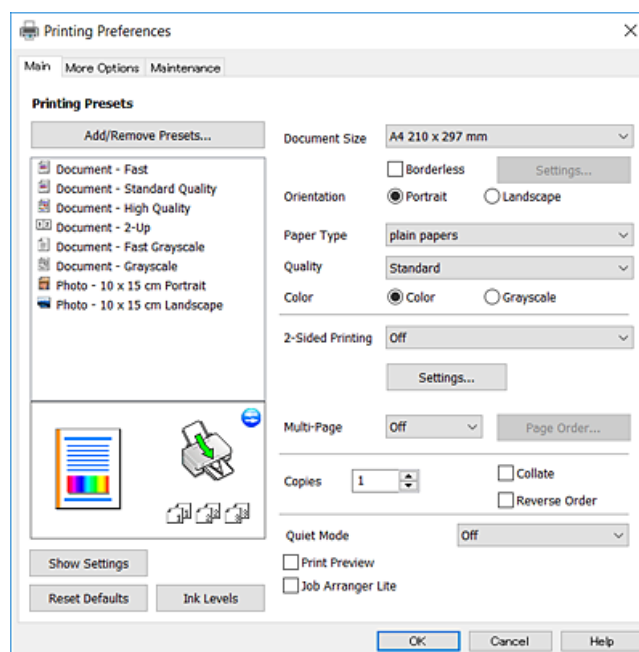 Printing Preferences
Main More Options Maintenance
Printing Presets
Add/Remove Presets...
Document - Fast
Document - Standard Quality
Document - High Quality
Document - 2-Up
Document - Fast Grayscale
Document - Grayscale
Photo - 10 x 15 cm Portrait
Photo - 10 x 15 cm Landscape
Show Settings
Reset Defaults Ink Levels
Document Size A4 210 x 297 mm
Borderless Settings...
Orientation Portrait Landscape
Paper Type plain papers
Quality Standard
Color Color Grayscale
2-Sided Printing Off
Settings...
Multi-Page Off Page Order...
Copies 1 Collate
Reverse Order
Quiet Mode Off
Print Preview
Job Arranger Lite
OK Cancel Help